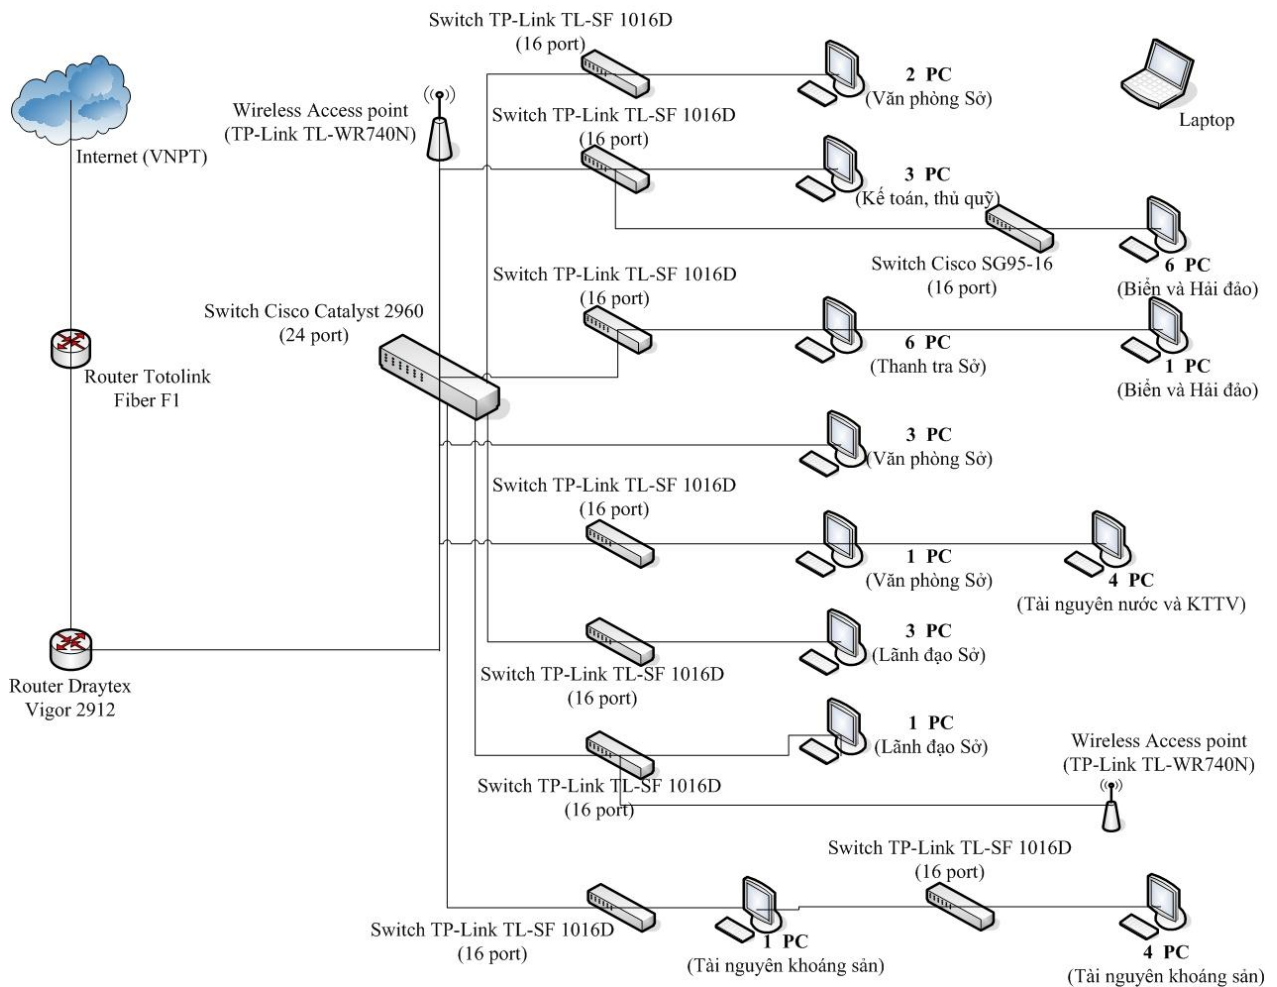 Switch TP-Link TL-SF 1016D
(16 port)
2 PC
(Văn phòng Sở)
Wireless Access point
(TP-Link TL-WR740N)
Switch TP-Link TL-SF 1016D
(16 port)
Laptop
Internet (VNPT)
3 PC
(Kế toán, thủ quỹ)
Switch Cisco SG95-16
(16 port)
6 PC
(Biển và Hải đảo)
Switch TP-Link TL-SF 1016D
(16 port)
Switch Cisco Catalyst 2960
(24 port)
6 PC
(Thanh tra Sở)
1 PC
(Biển và Hải đảo)
Router Totolink
Fiber F1
3 PC
(Văn phòng Sở)
Switch TP-Link TL-SF 1016D
(16 port)
1 PC
(Văn phòng Sở)
4 PC
(Tài nguyên nước và KTTV)
3 PC
(Lãnh đạo Sở)
Switch TP-Link TL-SF 1016D
(16 port)
Router Draytex
Vigor 2912
1 PC
(Lãnh đạo Sở)
Wireless Access point
(TP-Link TL-WR740N)
Switch TP-Link TL-SF 1016D
(16 port)
Switch TP-Link TL-SF 1016D
(16 port)
Switch TP-Link TL-SF 1016D
(16 port)
1 PC
(Tài nguyên khoáng sản)
4 PC
(Tài nguyên khoáng sản)